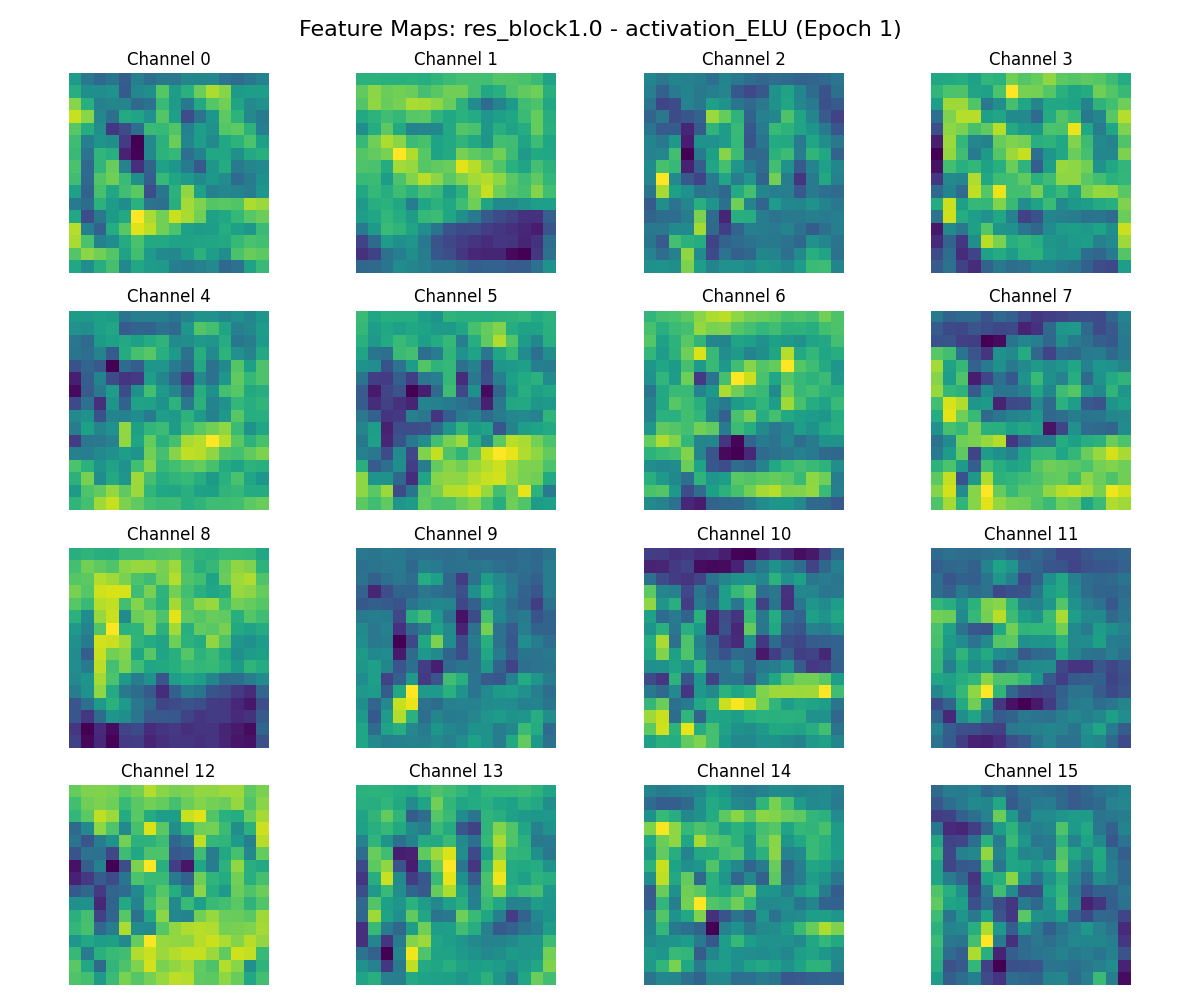 Feature Maps: res_block1.0 - activation_ELU (Epoch 1)
Channel 0
Channel 1
Channel 2
Channel 3
Channel 4
Channel 5
Channel 6
Channel 7
Channel 8
Channel 9
Channel 10
Channel 11
Channel 12
Channel 13
Channel 14
Channel 15